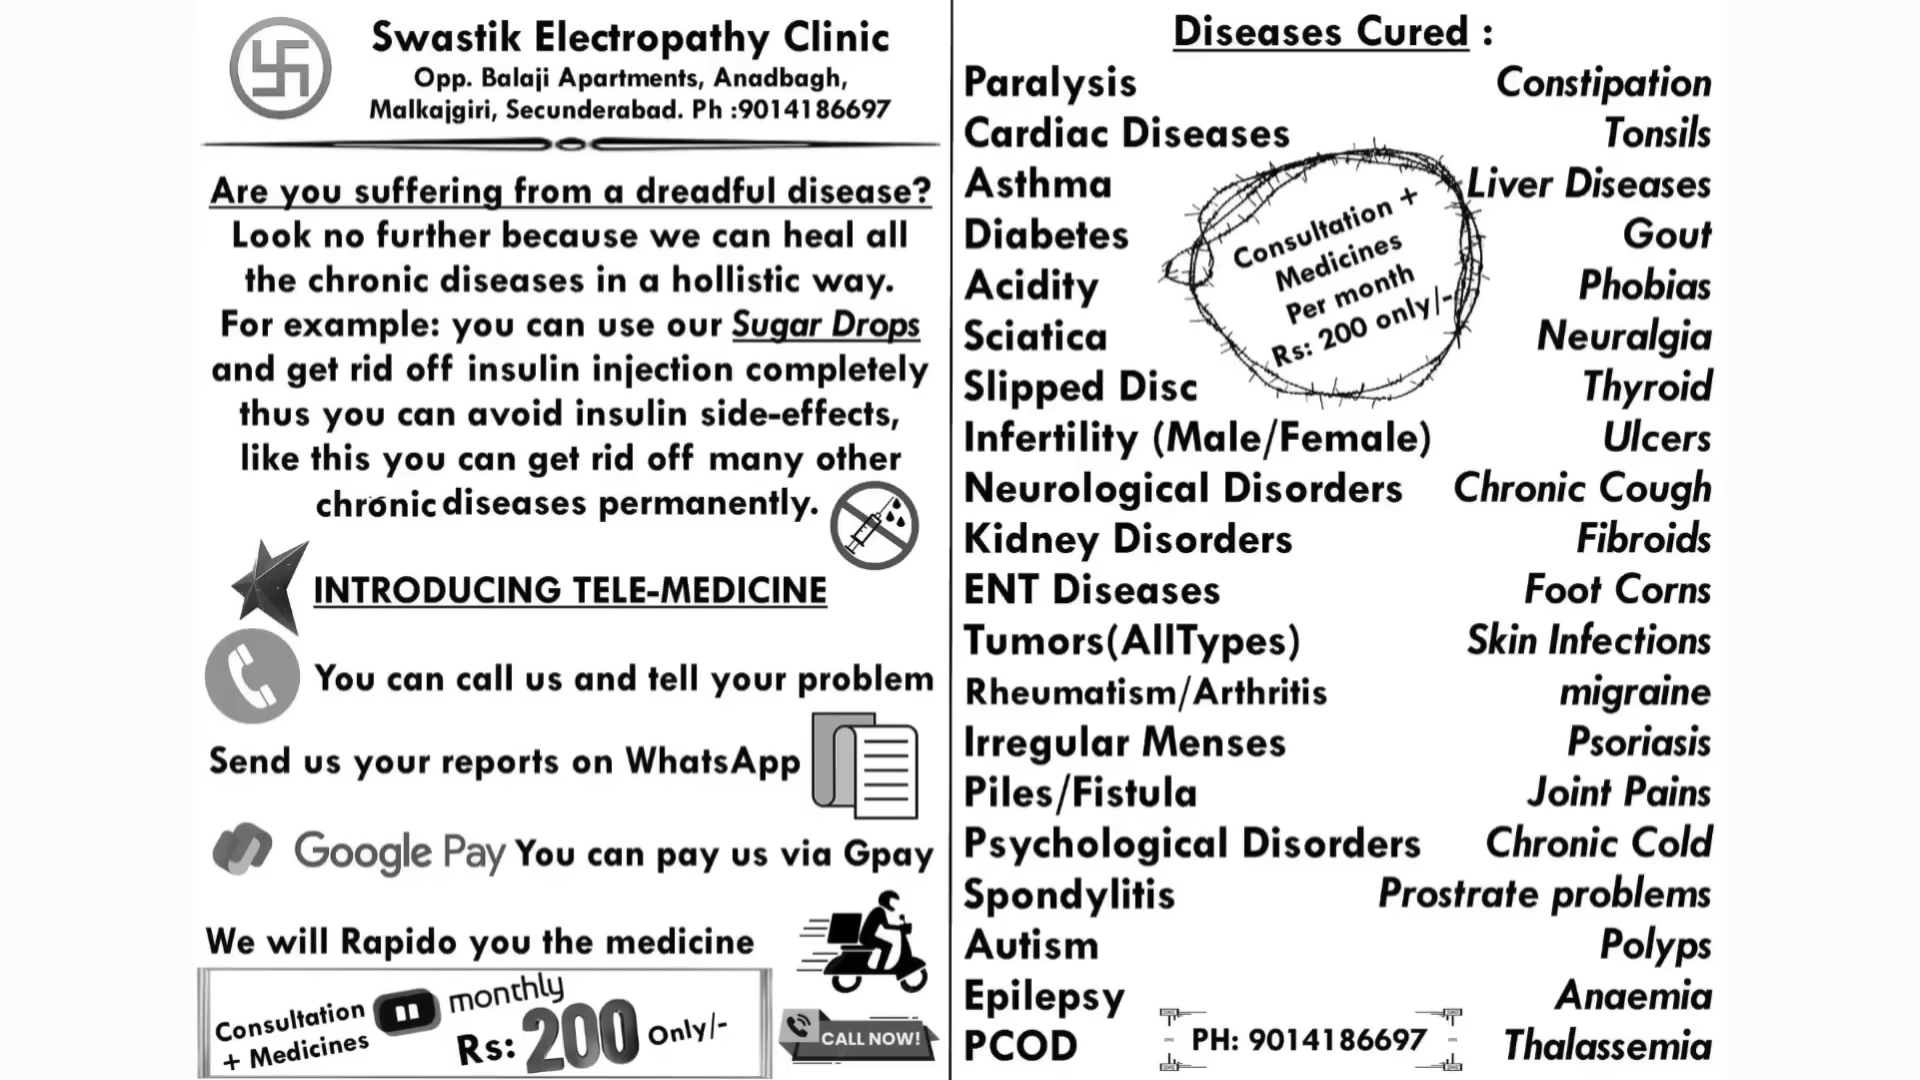 Swastik Electropathy Clinic
Opp. Balaji Apartments, Anadbagh,
Malkajgiri, Secunderabad. Ph :9014186697
Are you suffering from a dreadful disease?
Look no further because we can heal all
the chronic diseases in a hollistic way.
For example: you can use our Sugar Drops
and get rid off insulin injection completely
thus you can avoid insulin side-effects,
like this you can get rid off many other
chronic diseases permanently.
INTRODUCING TELE-MEDICINE
You can call us and tell your problem
Send us your reports on WhatsApp
Google Pay You can pay us via Gpay
We will Rapido you the medicine
Consultation
+ Medicines
monthly
Rs: 200 Only/-
CALL NOW!
Diseases Cured :
Paralysis
Cardiac Diseases
Asthma
Diabetes
Acidity
Sciatica
Slipped Disc
Infertility (Male/Female)
Neurological Disorders
Kidney Disorders
ENT Diseases
Tumors(AllTypes)
Rheumatism/Arthritis
Irregular Menses
Piles/Fistula
Psychological Disorders
Spondylitis
Autism
Epilepsy
PCOD
Consultation +
Medicines
Per month
Rs: 200 only/-
Constipation
Tonsils
Liver Diseases
Gout
Phobias
Neuralgia
Thyroid
Ulcers
Chronic Cough
Fibroids
Foot Corns
Skin Infections
migraine
Psoriasis
Joint Pains
Chronic Cold
Prostrate problems
Polyps
Anaemia
Thalassemia
PH: 9014186697